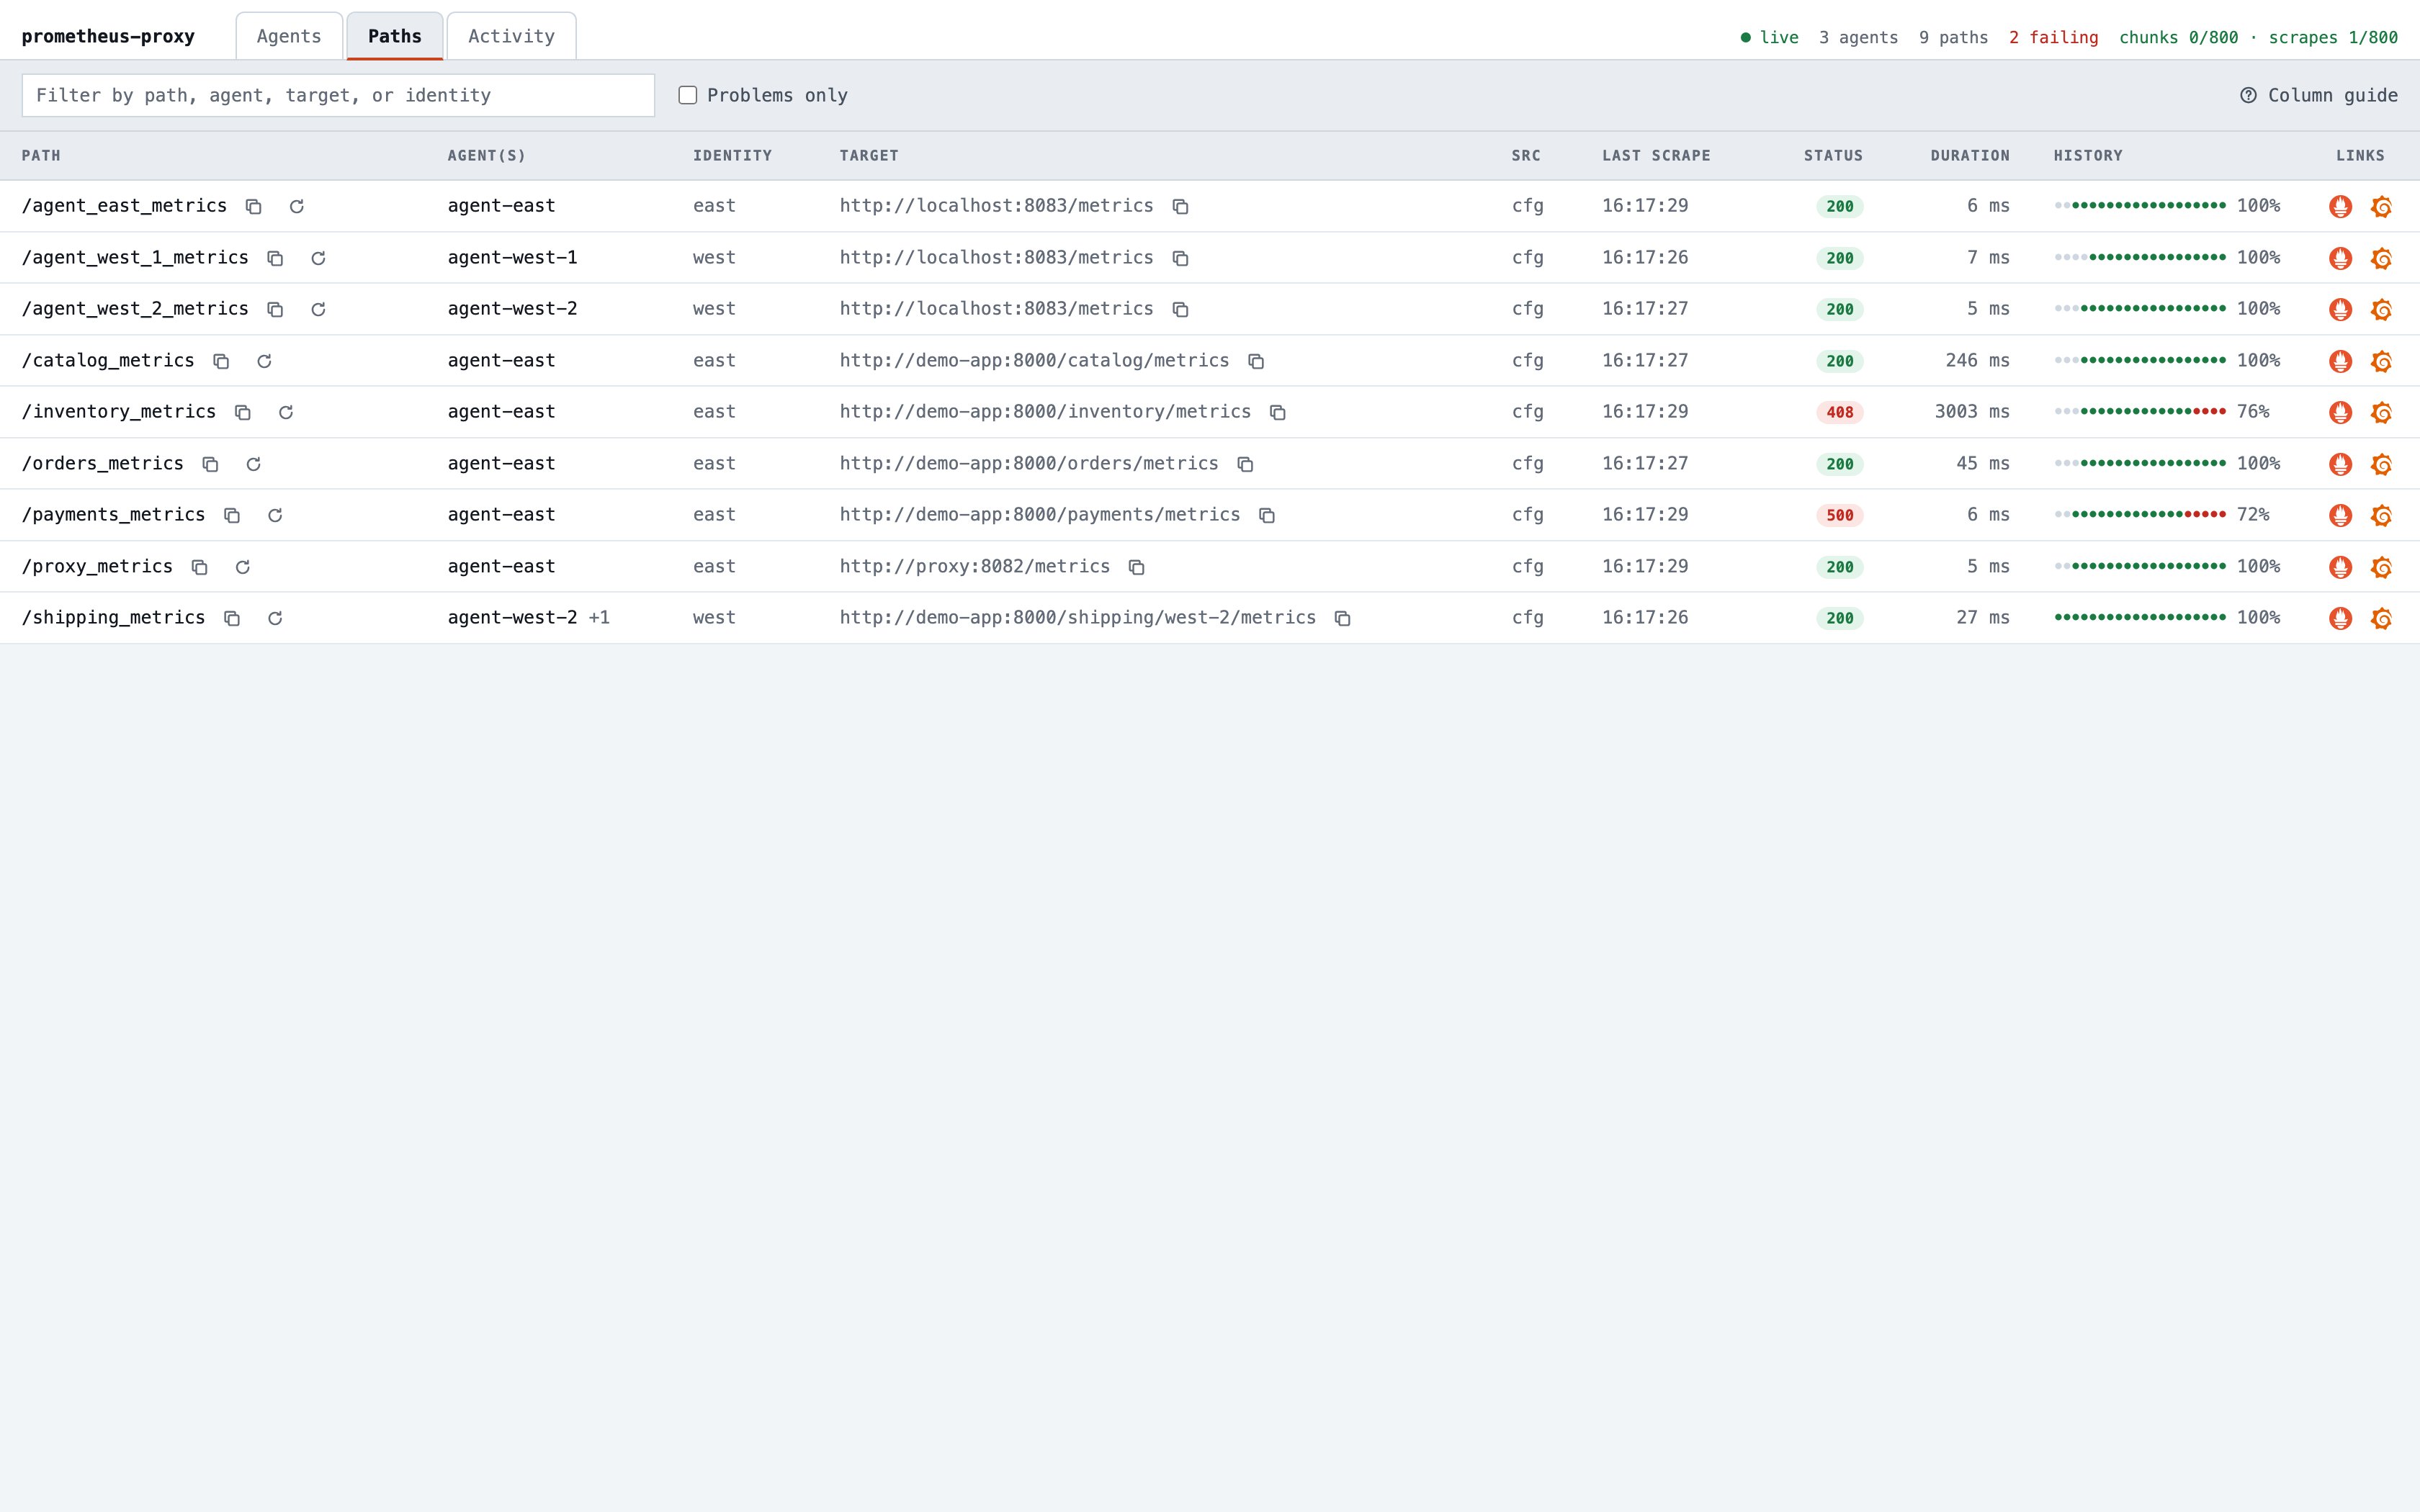 prometheus-proxy Agents Paths Activity live 3 agents 9 paths 2 failing chunks 0/800 · scrapes 1/800
Filter by path, agent, target, or identity Problems only Column guide
PATH AGENT(S) IDENTITY TARGET SRC LAST SCRAPE STATUS DURATION HISTORY LINKS
/agent_east_metrics agent-east east http://localhost:8083/metrics cfg 16:17:29 200 6 ms 100%
/agent_west_1_metrics agent-west-1 west http://localhost:8083/metrics cfg 16:17:26 200 7 ms 100%
/agent_west_2_metrics agent-west-2 west http://localhost:8083/metrics cfg 16:17:27 200 5 ms 100%
/catalog_metrics agent-east east http://demo-app:8000/catalog/metrics cfg 16:17:27 200 246 ms 100%
/inventory_metrics agent-east east http://demo-app:8000/inventory/metrics cfg 16:17:29 408 3003 ms 76%
/orders_metrics agent-east east http://demo-app:8000/orders/metrics cfg 16:17:27 200 45 ms 100%
/payments_metrics agent-east east http://demo-app:8000/payments/metrics cfg 16:17:29 500 6 ms 72%
/proxy_metrics agent-east east http://proxy:8082/metrics cfg 16:17:29 200 5 ms 100%
/shipping_metrics agent-west-2 +1 west http://demo-app:8000/shipping/west-2/metrics cfg 16:17:26 200 27 ms 100%